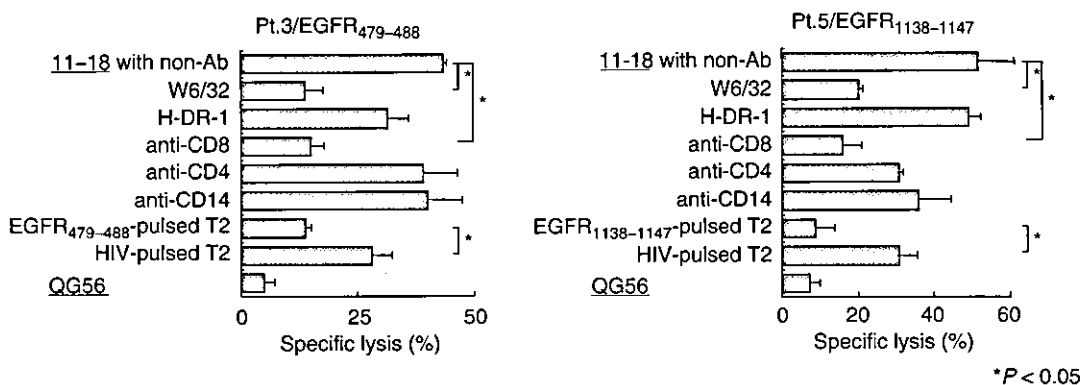 Pt.3/EGFR479–488
11–18 with non-Ab
W6/32
H-DR-1
anti-CD8
anti-CD4
anti-CD14
EGFR479–488-pulsed T2
HIV-pulsed T2
QG56
*
*
*
0 25 50
Specific lysis (%)
Pt.5/EGFR1138–1147
11-18 with non-Ab
W6/32
H-DR-1
anti-CD8
anti-CD4
anti-CD14
EGFR1138–1147-pulsed T2
HIV-pulsed T2
QG56
*
*
*
0 20 40 60
Specific lysis (%)
*P < 0.05